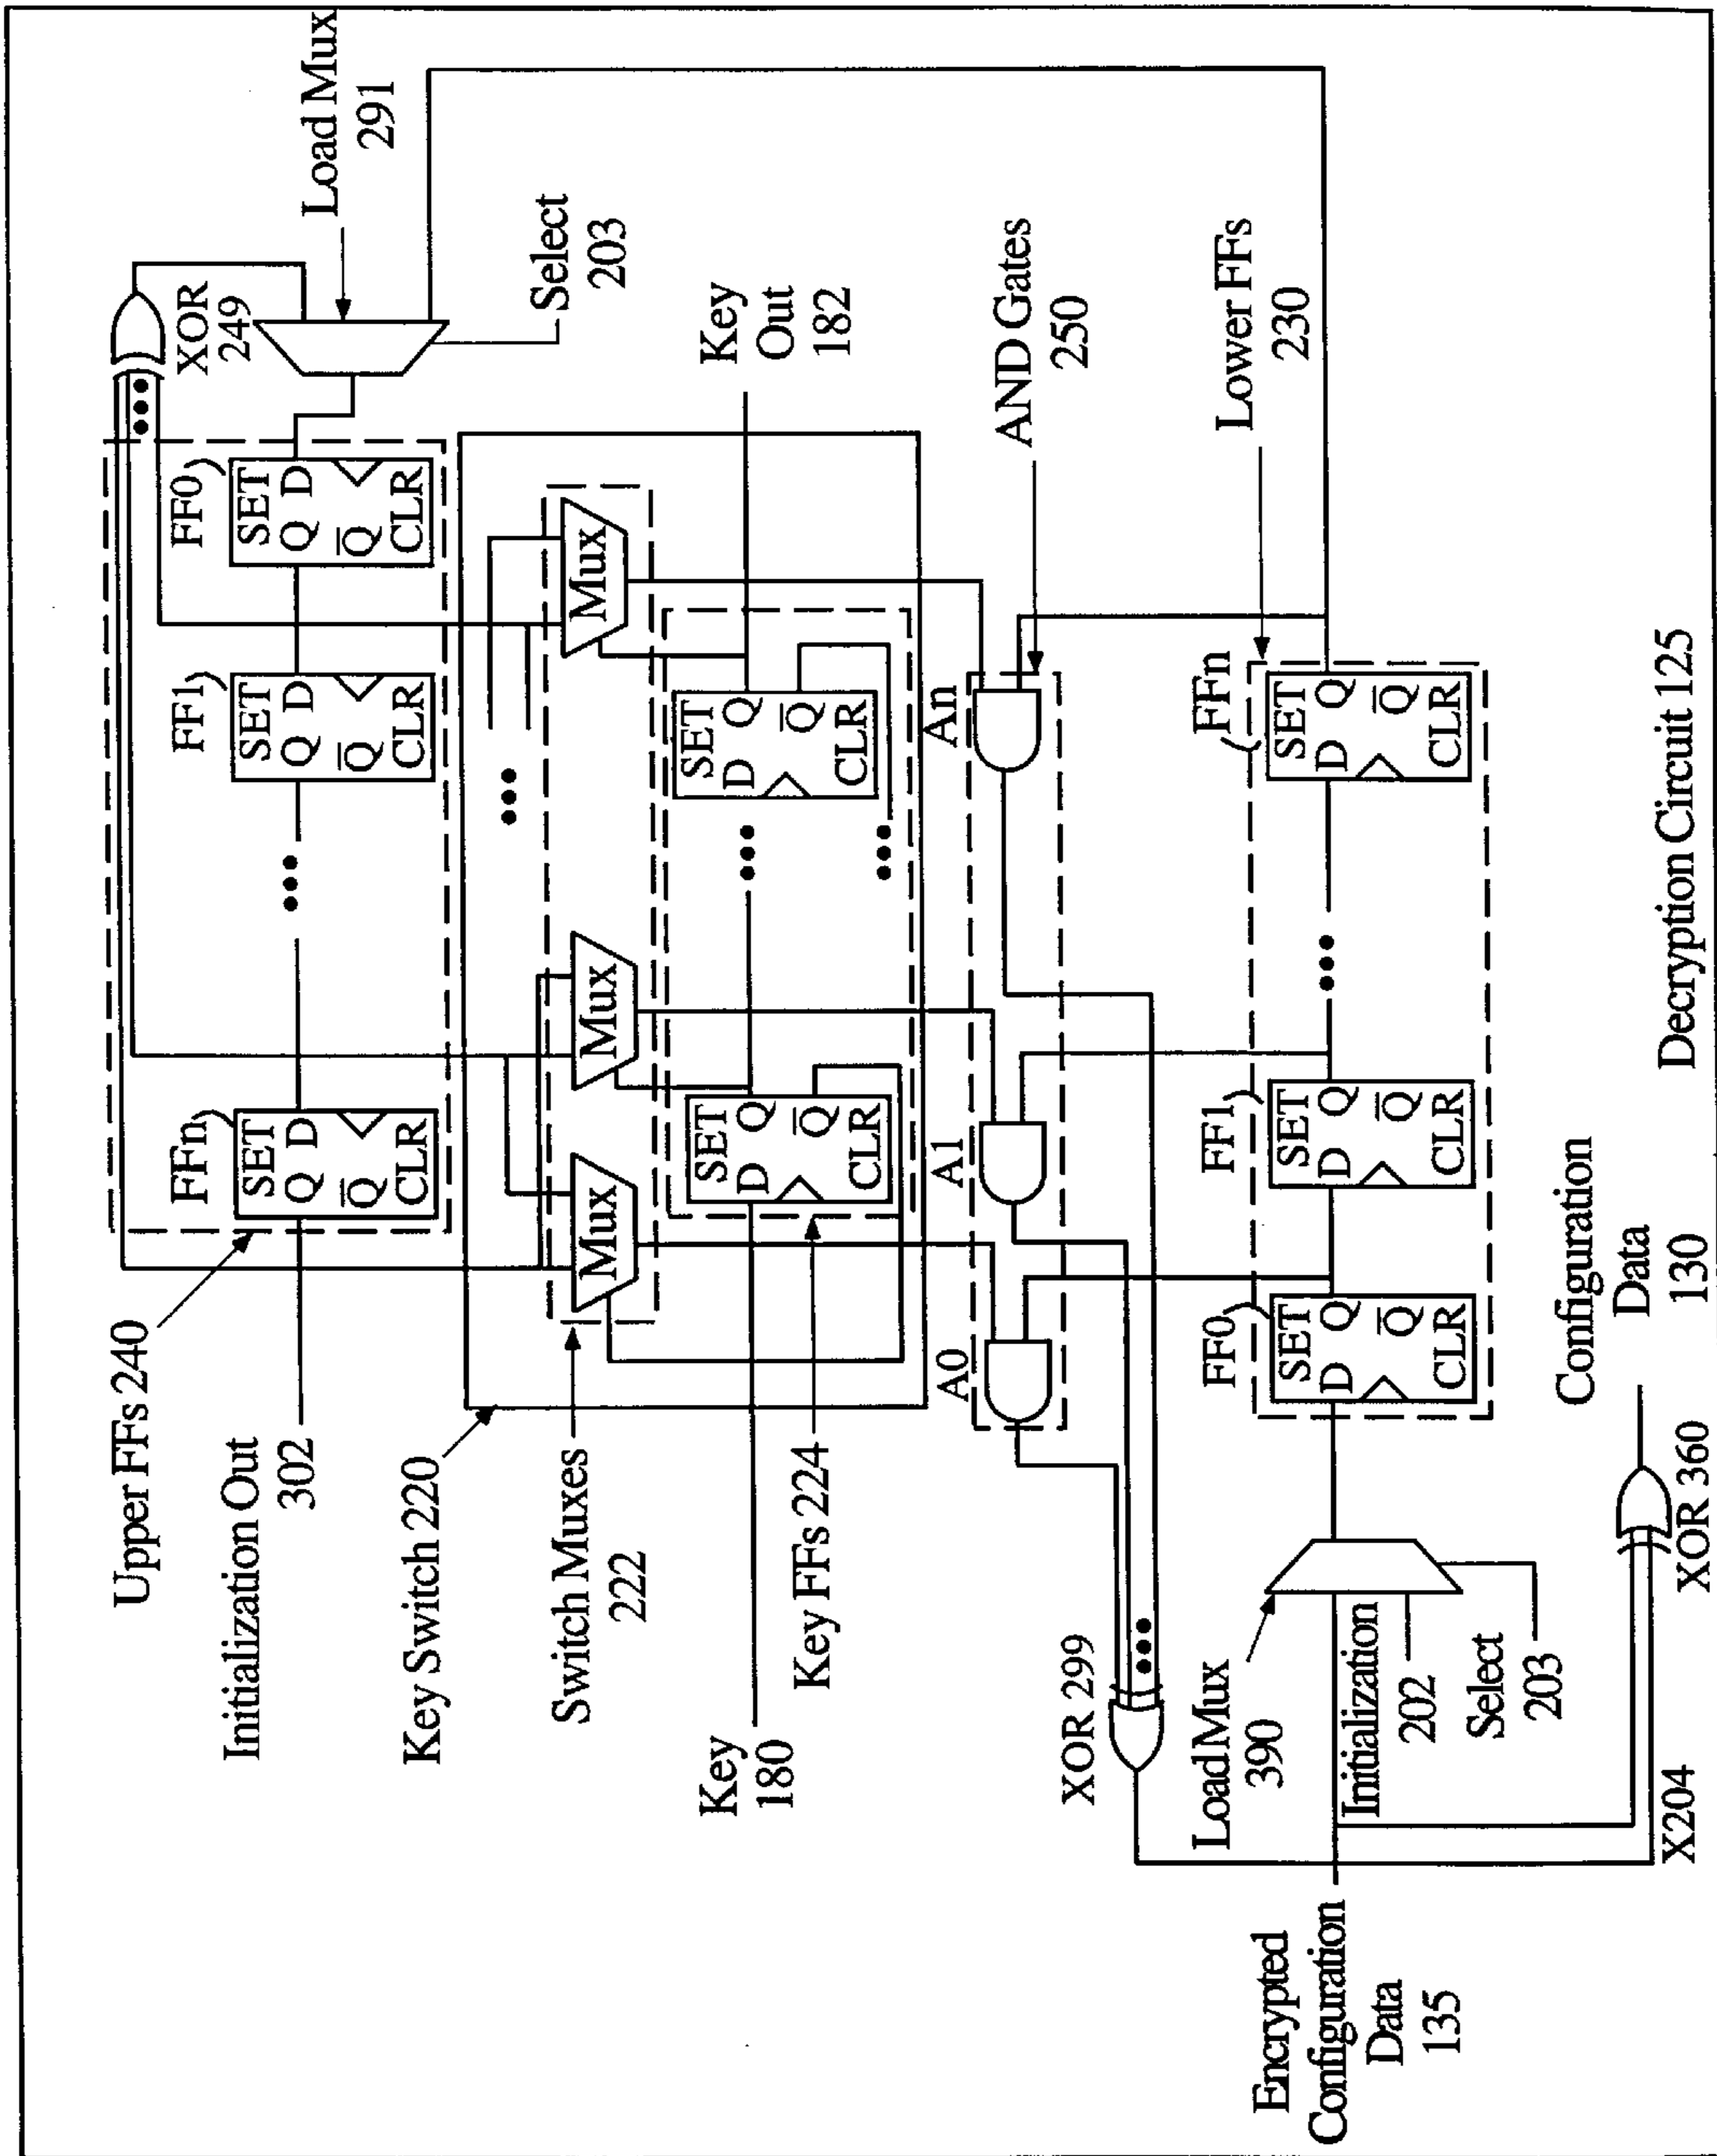 Upper FFs 240
FFn
SET
Q D
Q
CLR
FF1
SET
Q D
Q
CLR
FF0
SET
Q D
Q
CLR
XOR
249
Load Mux
291
Initialization Out
302
Select
203
Key Switch 220
Switch Muxes
222
Mux
Mux
Mux
Key
180
SET
D Q
Q
CLR
SET
D Q
Q
CLR
Key
Out
182
Key FFs 224
A0
A1
An
AND Gates
250
XOR 299
Lower FFs
230
Load Mux
390
FF0
SET
D Q
Q
CLR
FF1
SET
D Q
Q
CLR
FFn
SET
D Q
Q
CLR
Encrypted
Configuration
Data
135
Initialization
202
Select
203
X204
XOR 360
Configuration
Data
130
Decryption Circuit 125